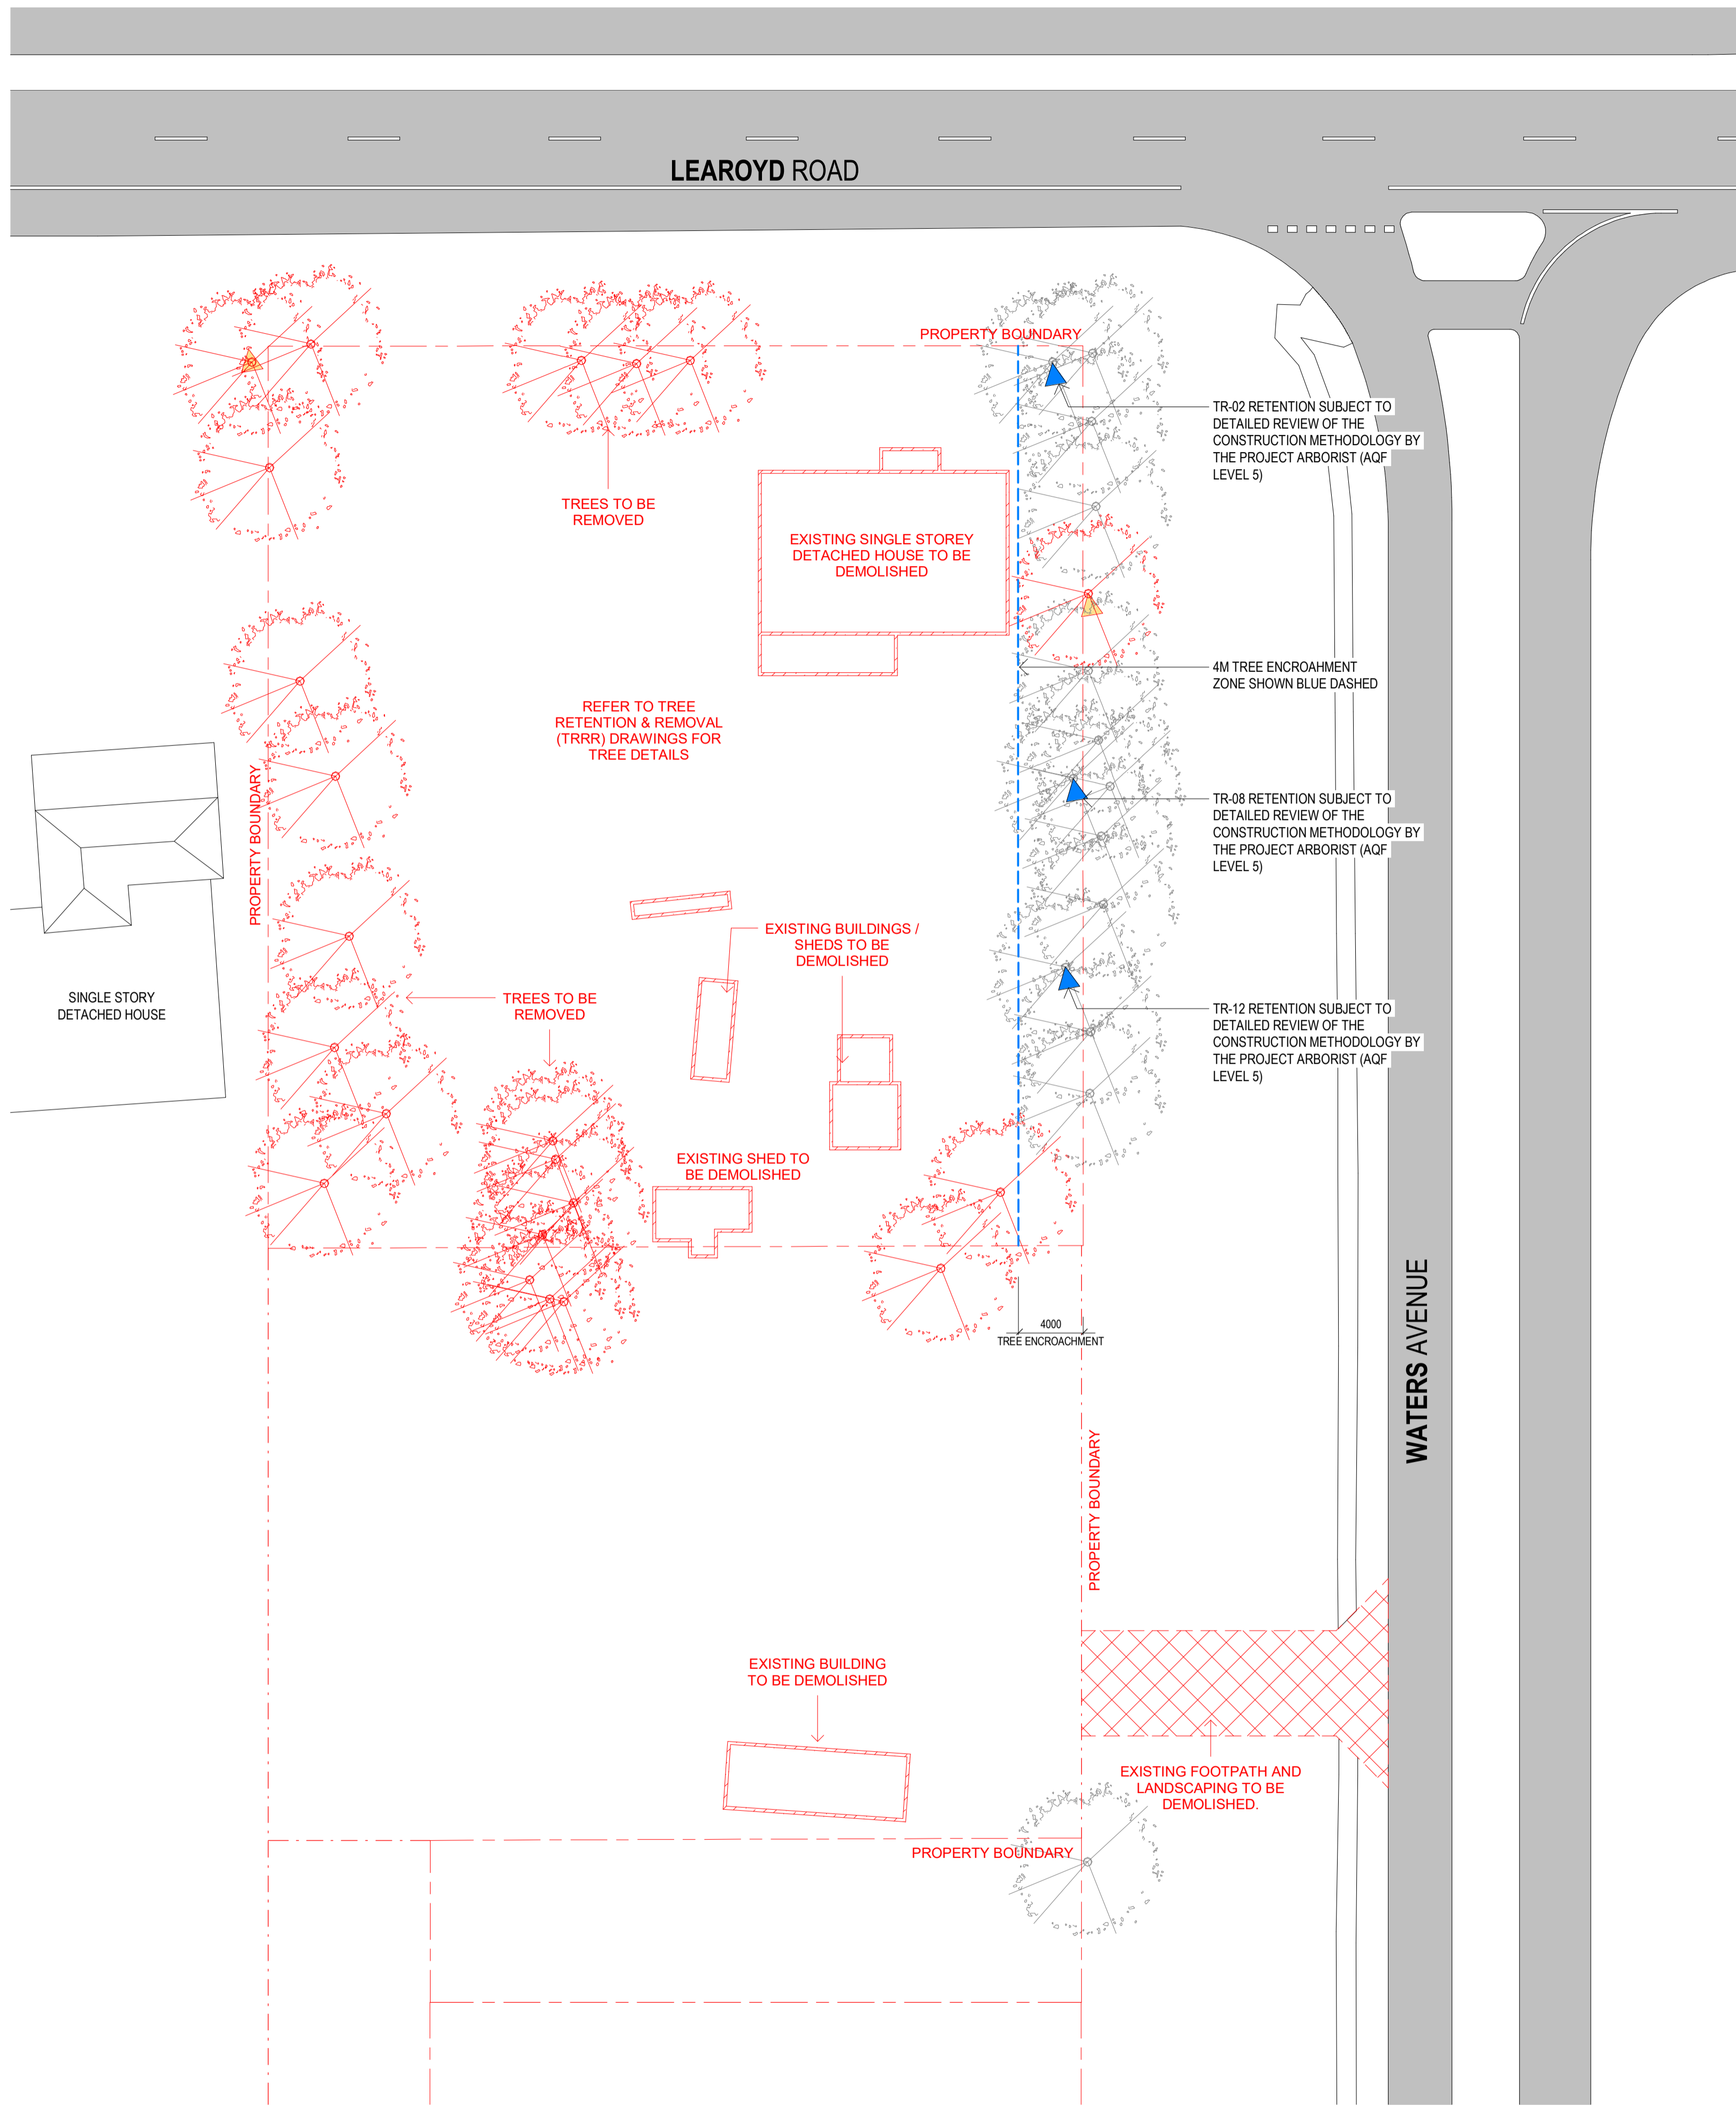 LEAROYD ROAD
PROPERTY BOUNDARY
TR-02 RETENTION SUBJECT TO
DETAILED REVIEW OF THE
CONSTRUCTION METHODOLOGY BY
THE PROJECT ARBORIST (AQF
LEVEL 5)
TREES TO BE
REMOVED
EXISTING SINGLE STOREY
DETACHED HOUSE TO BE
DEMOLISHED
4M TREE ENCROAHMENT
ZONE SHOWN BLUE DASHED
REFER TO TREE
RETENTION & REMOVAL
(TRRR) DRAWINGS FOR
TREE DETAILS
PROPERTY BOUNDARY
TR-08 RETENTION SUBJECT TO
DETAILED REVIEW OF THE
CONSTRUCTION METHODOLOGY BY
THE PROJECT ARBORIST (AQF
LEVEL 5)
EXISTING BUILDINGS /
SHEDS TO BE
DEMOLISHED
SINGLE STORY
DETACHED HOUSE
TREES TO BE
REMOVED
TR-12 RETENTION SUBJECT TO
DETAILED REVIEW OF THE
CONSTRUCTION METHODOLOGY BY
THE PROJECT ARBORIST (AQF
LEVEL 5)
EXISTING SHED TO
BE DEMOLISHED
4000
TREE ENCROACHMENT
WATERS AVENUE
PROPERTY BOUNDARY
EXISTING BUILDING
TO BE DEMOLISHED
EXISTING FOOTPATH AND
LANDSCAPING TO BE
DEMOLISHED.
PROPERTY BOUNDARY